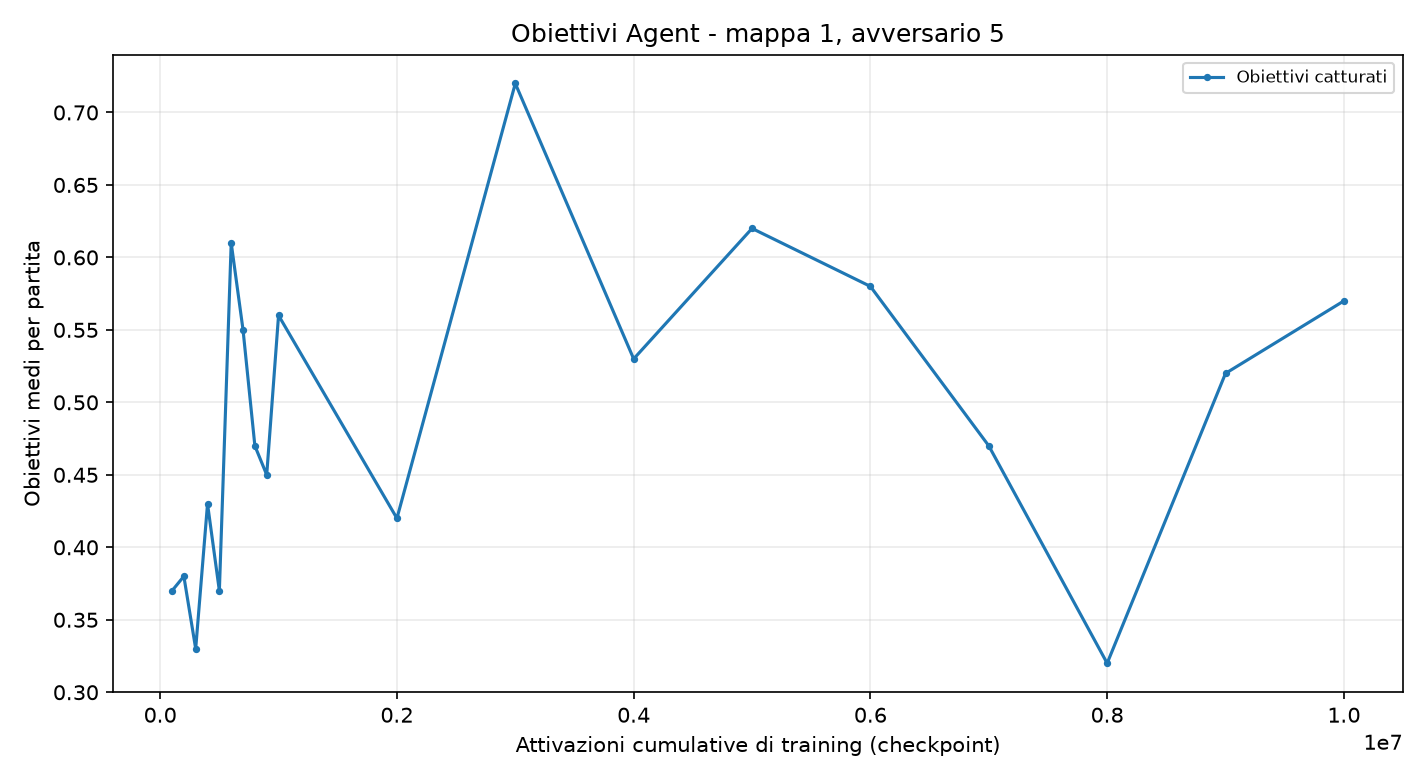 Obiettivi Agent - mappa 1, avversario 5
Obiettivi catturati
Obiettivi medi per partita
0.70
0.65
0.60
0.55
0.50
0.45
0.40
0.35
0.30
0.0 0.2 0.4 0.6 0.8 1.0
1e7
Attivazioni cumulative di training (checkpoint)